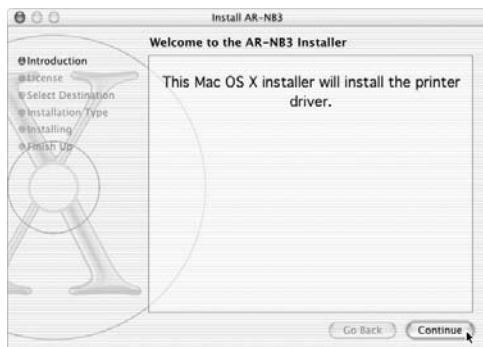 Install AR-NB3
Welcome to the AR-NB3 Installer
Introduction
License
Select Destination
Installation Type
Installing
Finish Up
This Mac OS X installer will install the printer
driver.
Go Back
Continue